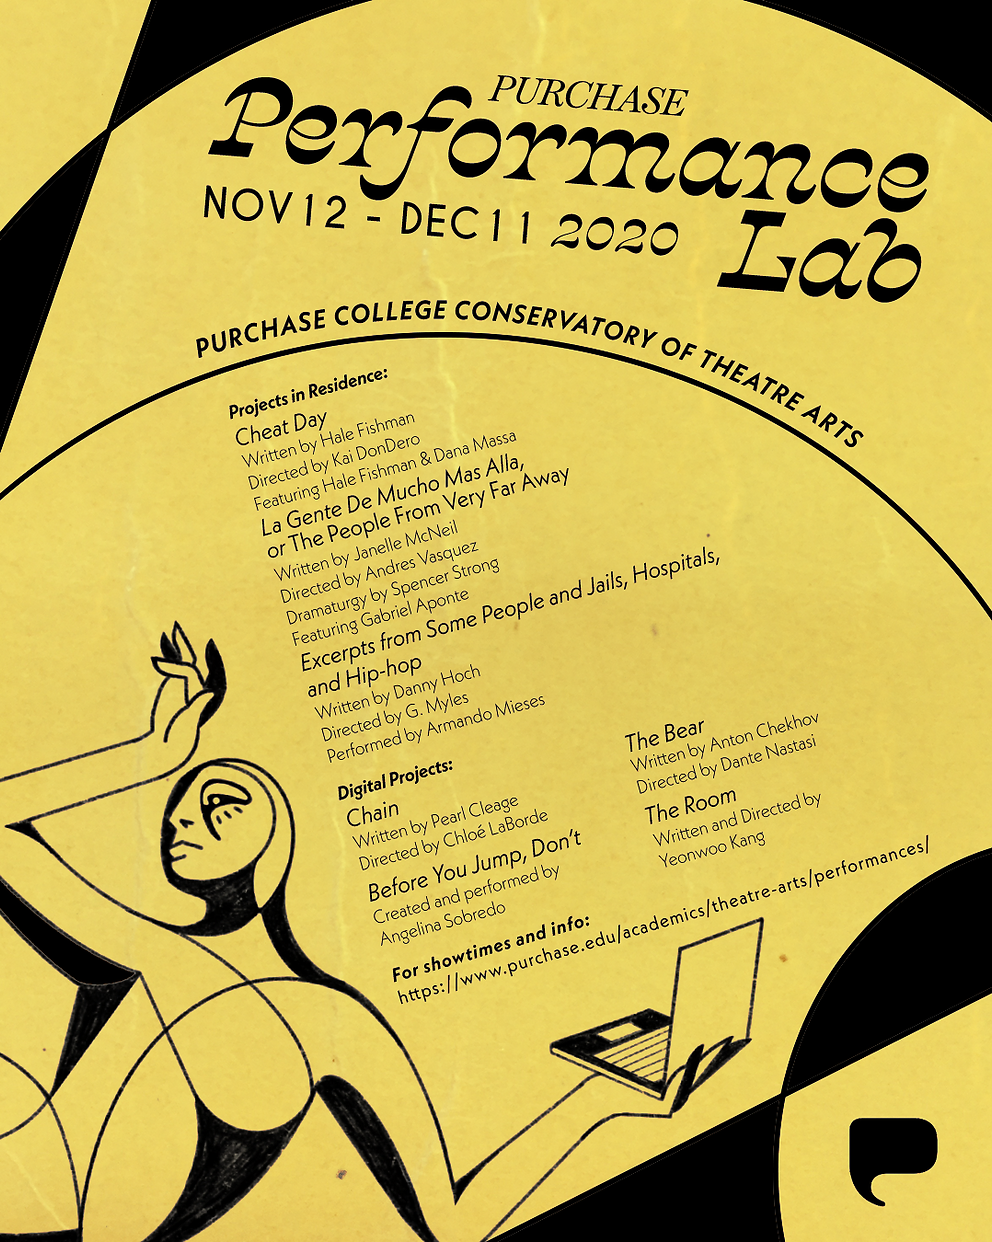 PURCHASE
Performance
Lab
NOV 12 - DEC 11 2020
PURCHASE COLLEGE CONSERVATORY OF THEATRE ARTS
Projects in Residence:
Cheat Day
Written by Hale Fishman
Directed by Kai DonDero
Featuring Hale Fishman & Dana Massa
La Gente De Mucho Mas Alla,
or The People From Very Far Away
Written by Janelle McNeil
Directed by Andres Vasquez
Dramaturgy by Spencer Strong
Featuring Gabriel Aponte
Excerpts from Some People and Jails, Hospitals,
and Hip-hop
Written by Danny Hoch
Directed by G. Myles
Performed by Armando Mieses
Digital Projects:
Chain
Written by Pearl Cleage
Directed by Chloé LaBorde
Before You Jump, Don't
Created and performed by
Angelina Sobredo
The Bear
Written by Anton Chekhov
Directed by Dante Nastasi
The Room
Written and Directed by
Yeonwoo Kang
For showtimes and info:
https://www.purchase.edu/academics/theatre-arts/performances/